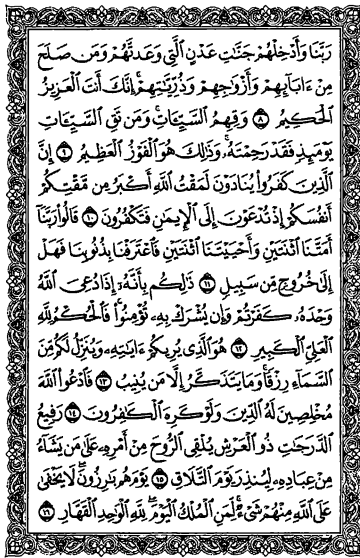 رَبَّنَا وَأَدْخِلْهُمْ جَنَّٰتِ عَدْنٍ ٱلَّتِى وَعَدتَّهُمْ وَمَن صَلَحَ
مِنْ ءَابَآئِهِمْ وَأَزْوَٰجِهِمْ وَذُرِّيَّٰتِهِمْ ۚ إِنَّكَ أَنتَ ٱلْعَزِيزُ
ٱلْحَكِيمُ ٨ وَقِهِمُ ٱلسَّيِّـَٔاتِ ۚ وَمَن تَقِ ٱلسَّيِّـَٔاتِ
يَوْمَئِذٍ فَقَدْ رَحِمْتَهُۥ ۚ وَذَٰلِكَ هُوَ ٱلْفَوْزُ ٱلْعَظِيمُ ٩ إِنَّ
ٱلَّذِينَ كَفَرُوا۟ يُنَادَوْنَ لَمَقْتُ ٱللَّهِ أَكْبَرُ مِن مَّقْتِكُمْ
أَنفُسَكُمْ إِذْ تُدْعَوْنَ إِلَى ٱلْإِيمَٰنِ فَتَكْفُرُونَ ١٠ قَالُوا۟ رَبَّنَآ
أَمَتَّنَا ٱثْنَتَيْنِ وَأَحْيَيْتَنَا ٱثْنَتَيْنِ فَٱعْتَرَفْنَا بِذُنُوبِنَا فَهَلْ
إِلَىٰ خُرُوجٍ مِّن سَبِيلٍ ١١ ذَٰلِكُم بِأَنَّهُۥٓ إِذَا دُعِىَ ٱللَّهُ
وَحْدَهُۥ كَفَرْتُمْ ۖ وَإِن يُشْرَكْ بِهِۦ تُؤْمِنُوا۟ ۚ فَٱلْحُكْمُ لِلَّهِ
ٱلْعَلِىِّ ٱلْكَبِيرِ ١٢ هُوَ ٱلَّذِى يُرِيكُمْ ءَايَٰتِهِۦ وَيُنَزِّلُ لَكُم مِّنَ
ٱلسَّمَآءِ رِزْقًا ۚ وَمَا يَتَذَكَّرُ إِلَّا مَن يُنِيبُ ١٣ فَٱدْعُوا۟ ٱللَّهَ
مُخْلِصِينَ لَهُ ٱلدِّينَ وَلَوْ كَرِهَ ٱلْكَٰفِرُونَ ١٤ رَفِيعُ
ٱلدَّرَجَٰتِ ذُو ٱلْعَرْشِ يُلْقِى ٱلرُّوحَ مِنْ أَمْرِهِۦ عَلَىٰ مَن يَشَآءُ
مِنْ عِبَادِهِۦ لِيُنذِرَ يَوْمَ ٱلتَّلَاقِ ١٥ يَوْمَ هُم بَٰرِزُونَ ۖ لَا يَخْفَىٰ
عَلَى ٱللَّهِ مِنْهُمْ شَىْءٌ ۚ لِّمَنِ ٱلْمُلْكُ ٱلْيَوْمَ ۖ لِلَّهِ ٱلْوَٰحِدِ ٱلْقَهَّارِ ١٦